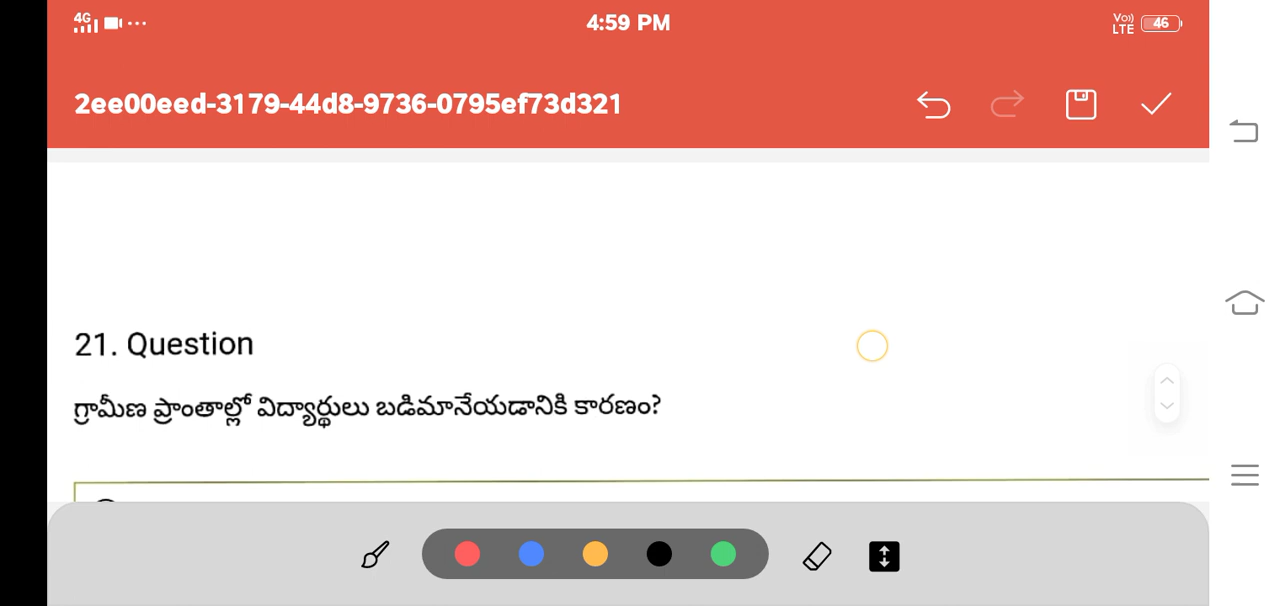 4G
4:59 PM
Vo))
LTE
46
2ee00eed-3179-44d8-9736-0795ef73d321
21. Question
గ్రామీణ ప్రాంతాల్లో విద్యార్థులు బడిమానేయడానికి కారణం?